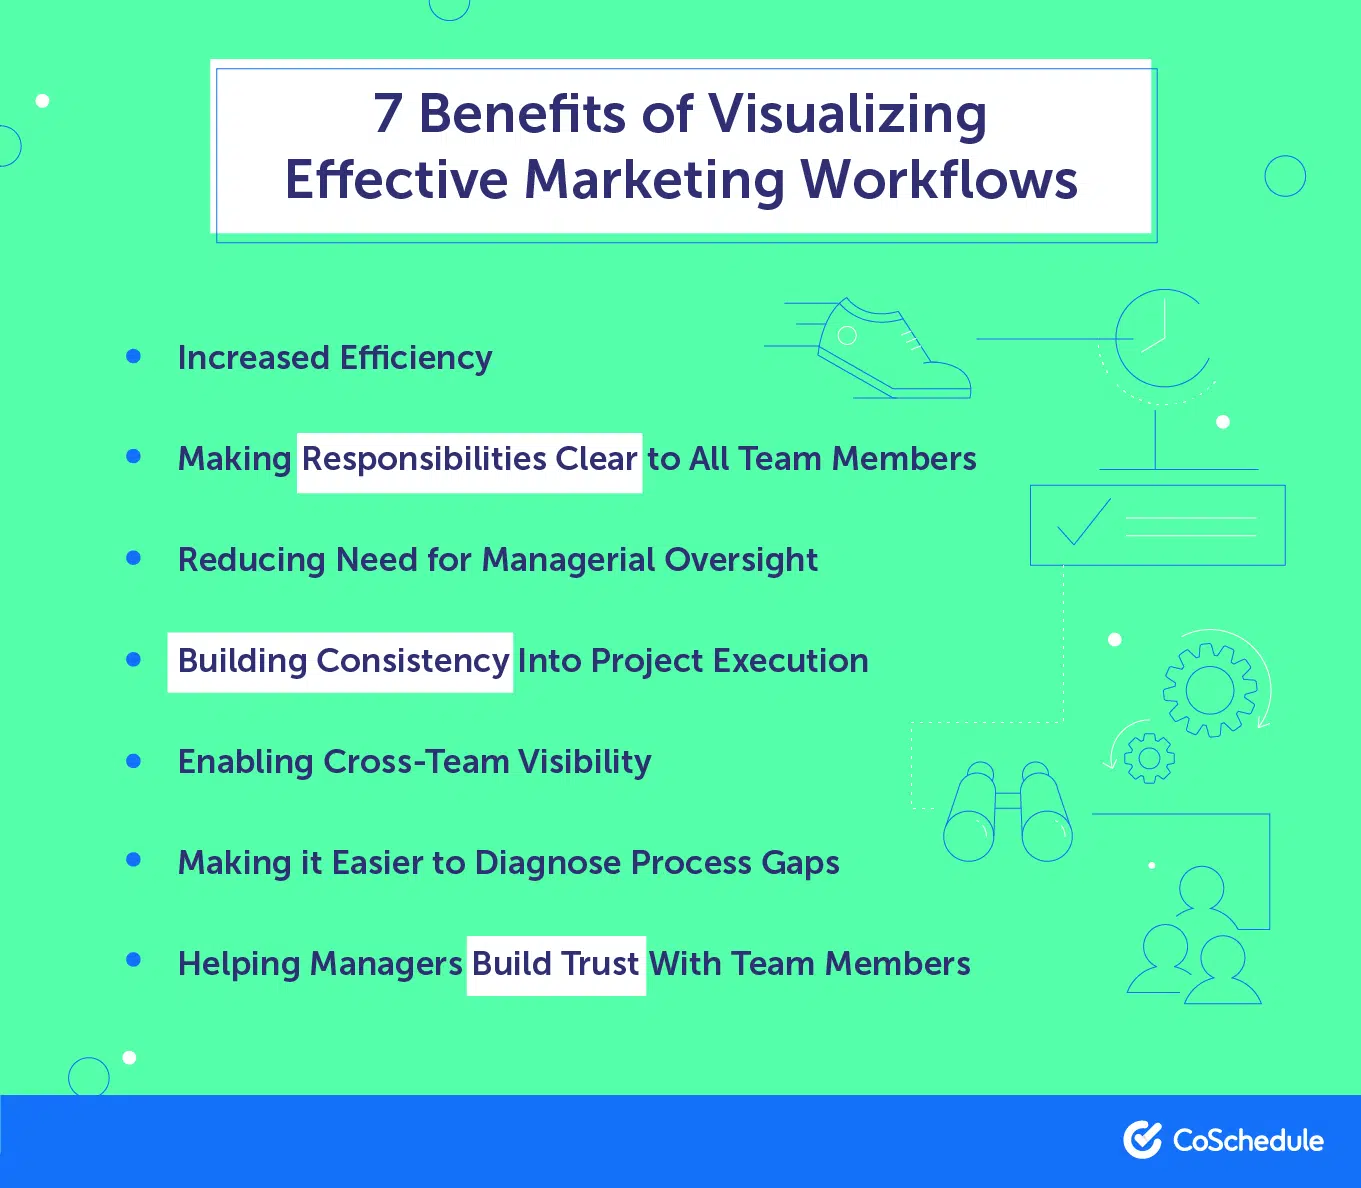 7 Benefits of Visualizing
Effective Marketing Workflows
Increased Efficiency
Making Responsibilities Clear to All Team Members
Reducing Need for Managerial Oversight
Building Consistency Into Project Execution
Enabling Cross-Team Visibility
Making it Easier to Diagnose Process Gaps
Helping Managers Build Trust With Team Members
CoSchedule